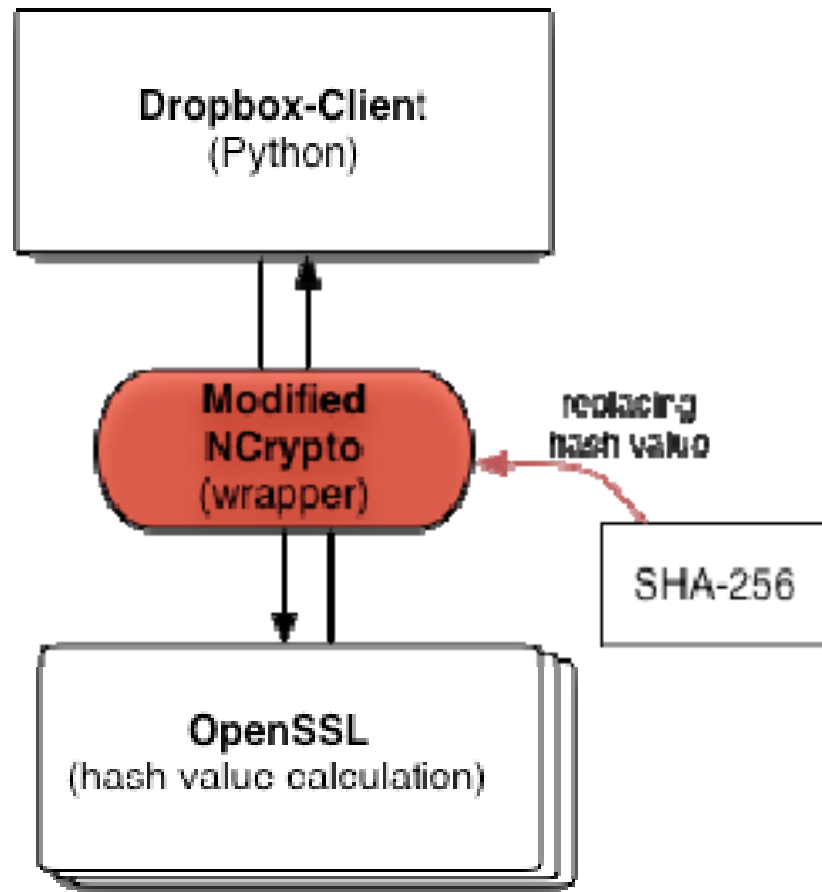 Dropbox-Client
(Python)
Modified
NCrypto
(wrapper)
replacing
hash value
SHA-256
OpenSSL
(hash value calculation)